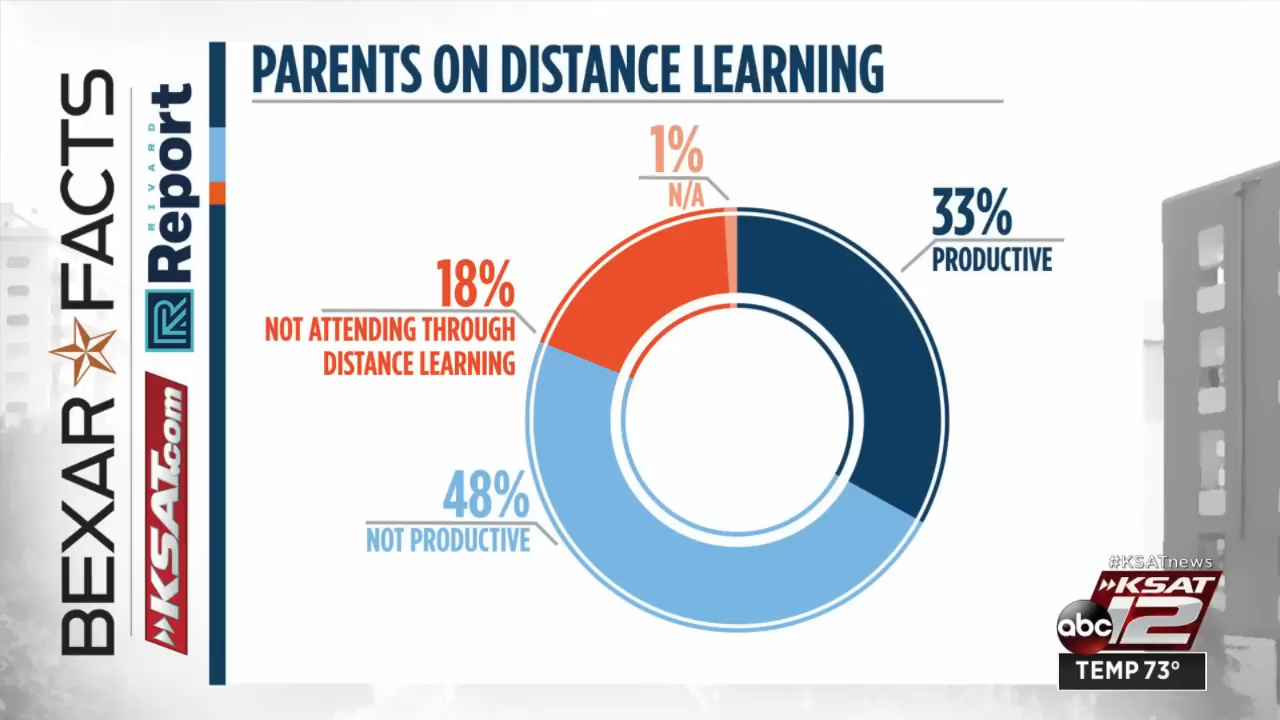 BEXAR FACTS
RIVARD
Report
KSAT.com
PARENTS ON DISTANCE LEARNING
1%
N/A
33%
PRODUCTIVE
18%
NOT ATTENDING THROUGH
DISTANCE LEARNING
48%
NOT PRODUCTIVE
#KSATnews
KSAT
abc 12
TEMP 73°